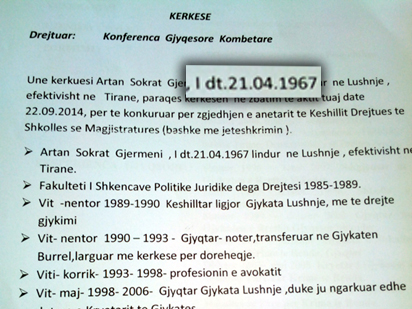 KERKESE
Drejtuar: Konferenca Gjyqesore Kombetare
Une kerkuesi Artan Sokrat Gjer , I dt.21.04.1967 ne Lushnje ,
efektivisht ne Tirane, paraqes kerkesen ne zbatim te aktit tuaj date
22.09.2014, per te konkuruar per zgjedhjen e anetarit te Keshillit Drejtues te
Shkolles se Magjistratures (bashke me jeteshkrimin ).
➢ Artan Sokrat Gjermeni , I dt.21.04.1967 lindur ne Lushnje , efektivisht ne
Tirane.
➢ Fakulteti I Shkencave Politike Juridike dega Drejtesi 1985-1989.
➢ Vit -nentor 1989-1990 Keshilltar ligjor Gjykata Lushnje, me te drejte
gjykimi
➢ Vit- nentor 1990 – 1993 - Gjyqtar- noter,transferuar ne Gjykaten
Burrel,larguar me kerkese per doreheqje.
➢ Viti- korrik- 1993- 1998- profesionin e avokatit
➢ Vit- maj- 1998- 2006- Gjyqtar Gjykata Lushnje ,duke ju ngarkuar edhe